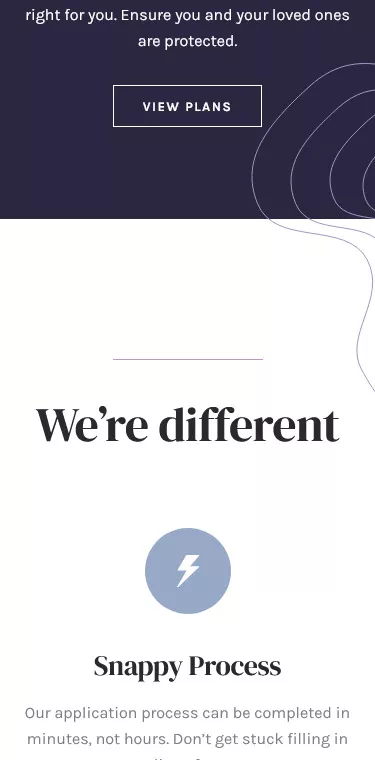 right for you. Ensure you and your loved ones
are protected.
VIEW PLANS
We’re different
Snappy Process
Our application process can be completed in
minutes, not hours. Don’t get stuck filling in